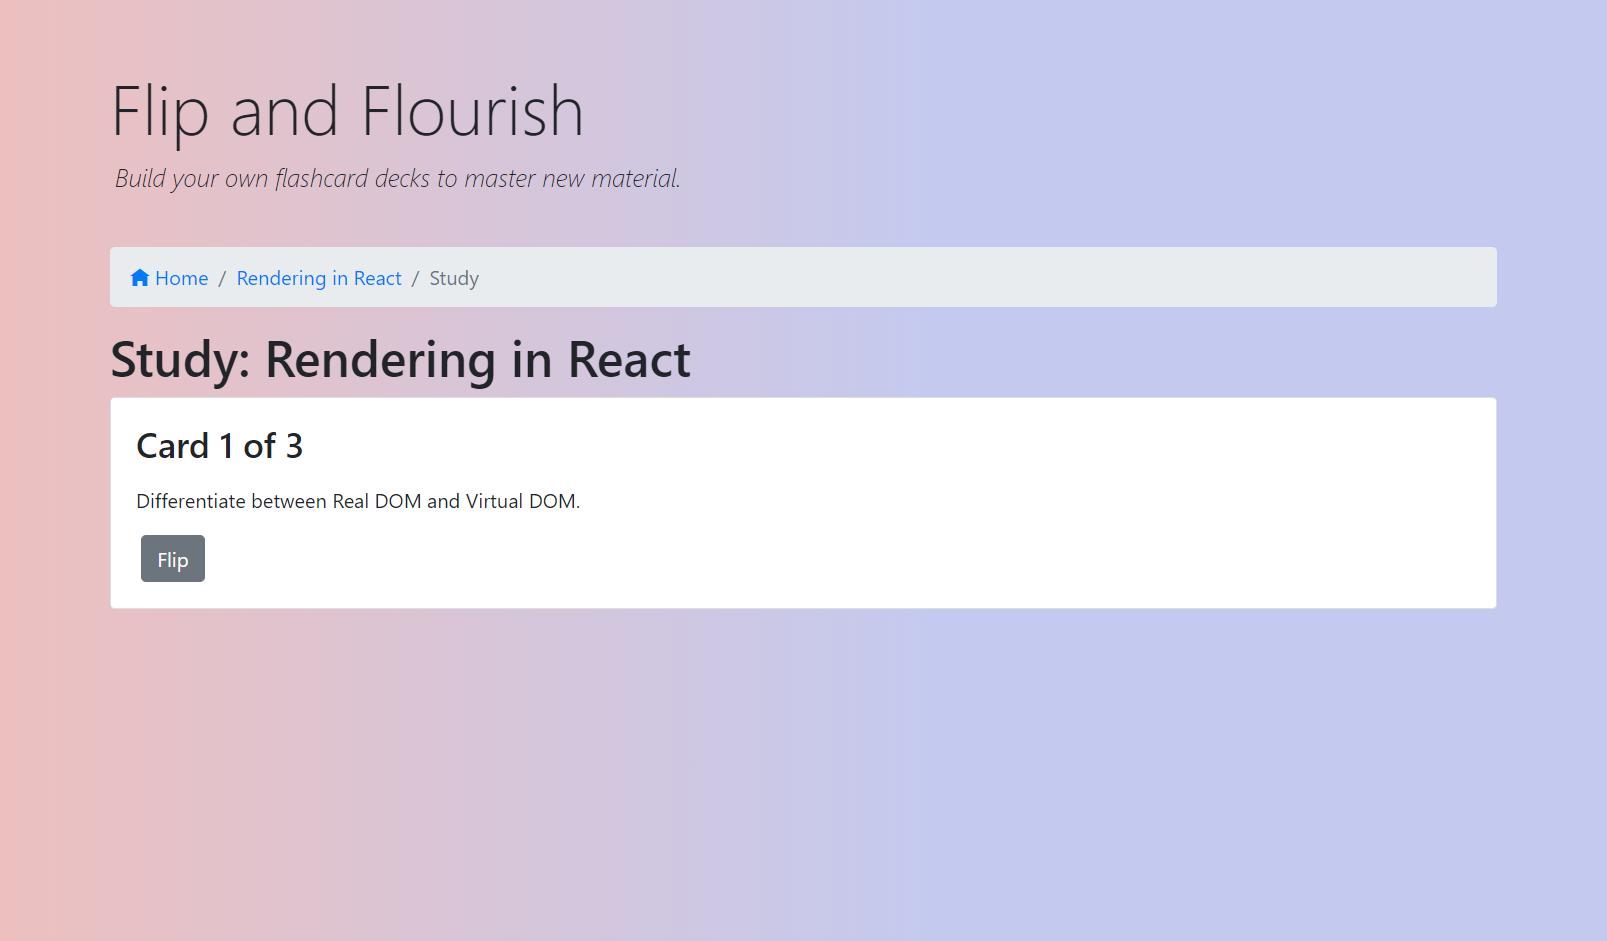 Flip and Flourish
Build your own flashcard decks to master new material.
Home / Rendering in React / Study
Study: Rendering in React
Card 1 of 3
Differentiate between Real DOM and Virtual DOM.
Flip